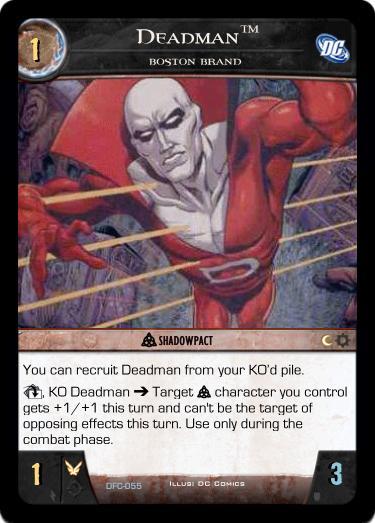 1
DEADMAN™
BOSTON BRAND
DC
D
SHADOWPACT
You can recruit Deadman from your KO'd pile.
, KO Deadman ➔ Target character you control
gets +1/+1 this turn and can't be the target of
opposing effects this turn. Use only during the
combat phase.
1
DFC-055
ILLUS: DC COMICS
3